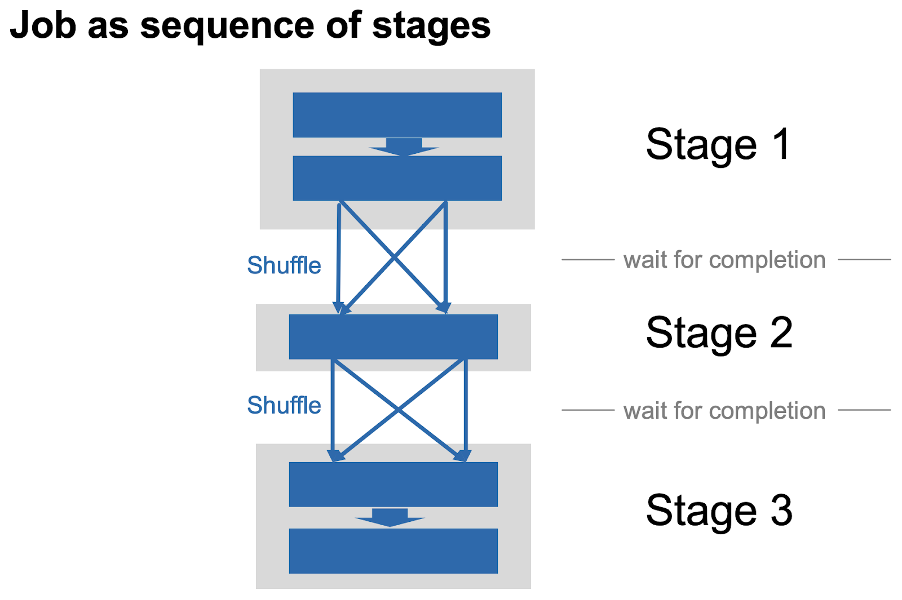 Job as sequence of stages
Stage 1
Shuffle
wait for completion
Stage 2
Shuffle
wait for completion
Stage 3